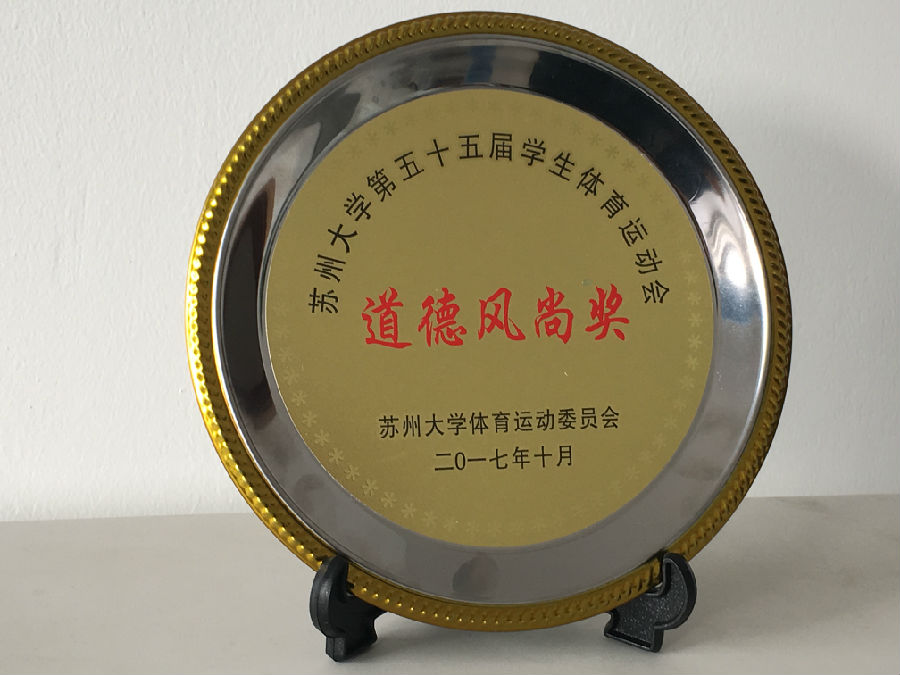 苏州大学第五十五届学生体育运动会
道德风尚奖
苏州大学体育运动委员会
二0一七年十月